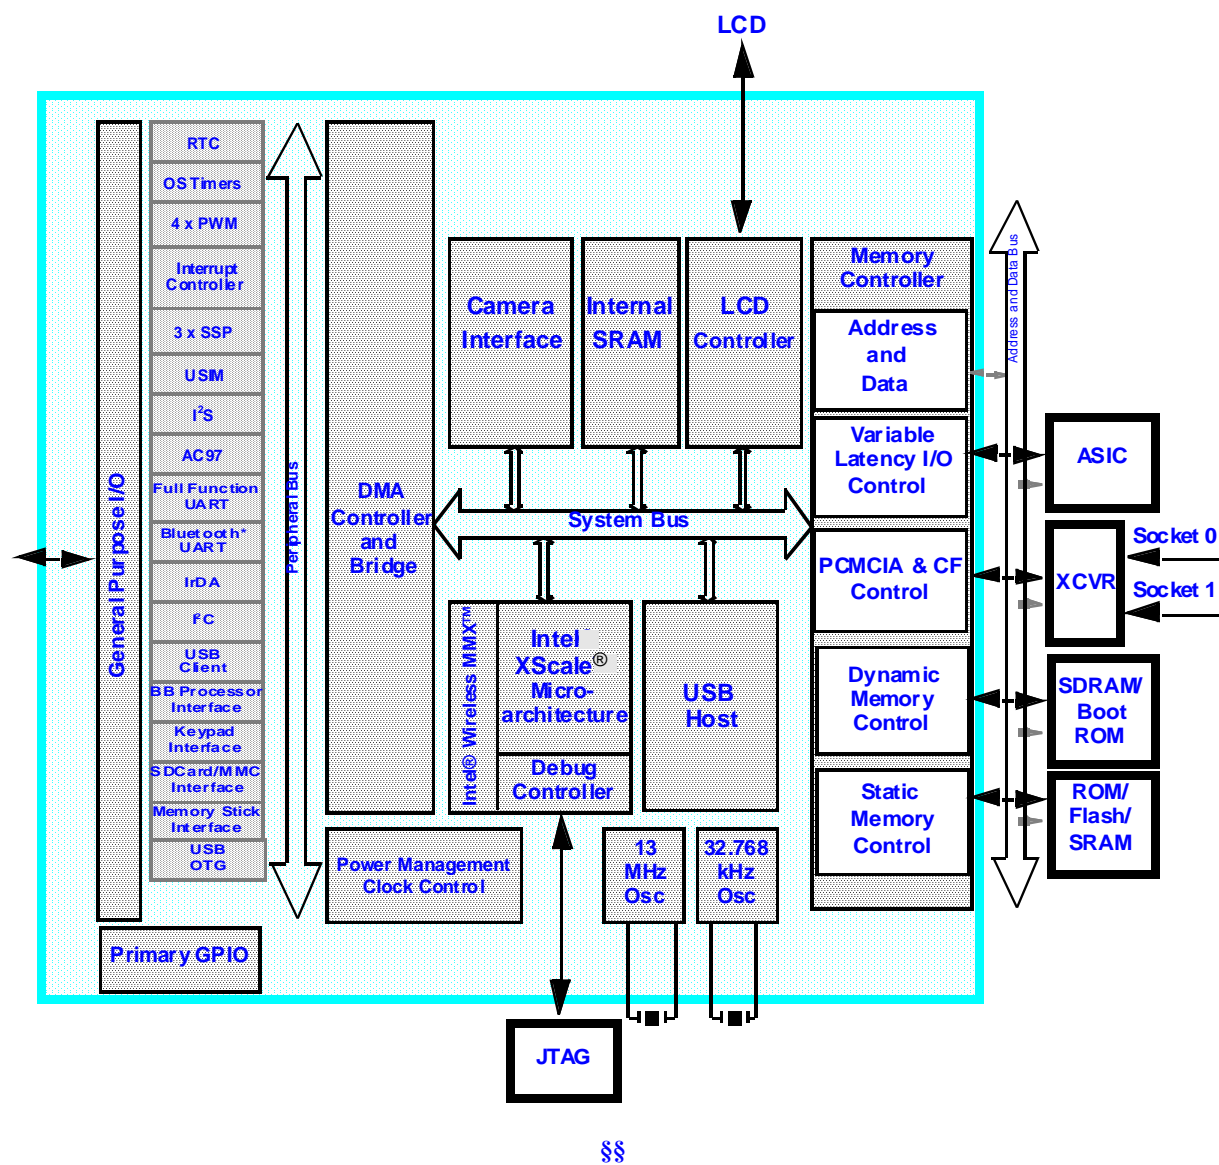 LCD
General Purpose I/O
RTC
OS Timers
4 x PWM
Interrupt
Controller
3 x SSP
USIM
I²S
AC97
Full Function
UART
Bluetooth*
UART
IrDA
I²C
USB
Client
BB Processor
Interface
Keypad
Interface
SDCard/MMC
Interface
Memory Stick
Interface
USB
OTG
Primary GPIO
Peripheral Bus
DMA
Controller
and
Bridge
Power Management
Clock Control
Camera
Interface
Internal
SRAM
LCD
Controller
System Bus
Intel® Wireless MMX™
Intel
XScale®
Micro-
architecture
Debug
Controller
USB
Host
13
MHz
Osc
32.768
kHz
Osc
Memory
Controller
Address
and
Data
Variable
Latency I/O
Control
PCMCIA & CF
Control
Dynamic
Memory
Control
Static
Memory
Control
Address and Data Bus
ASIC
XCVR
Socket 0
Socket 1
SDRAM/
Boot
ROM
ROM/
Flash/
SRAM
JTAG
§§